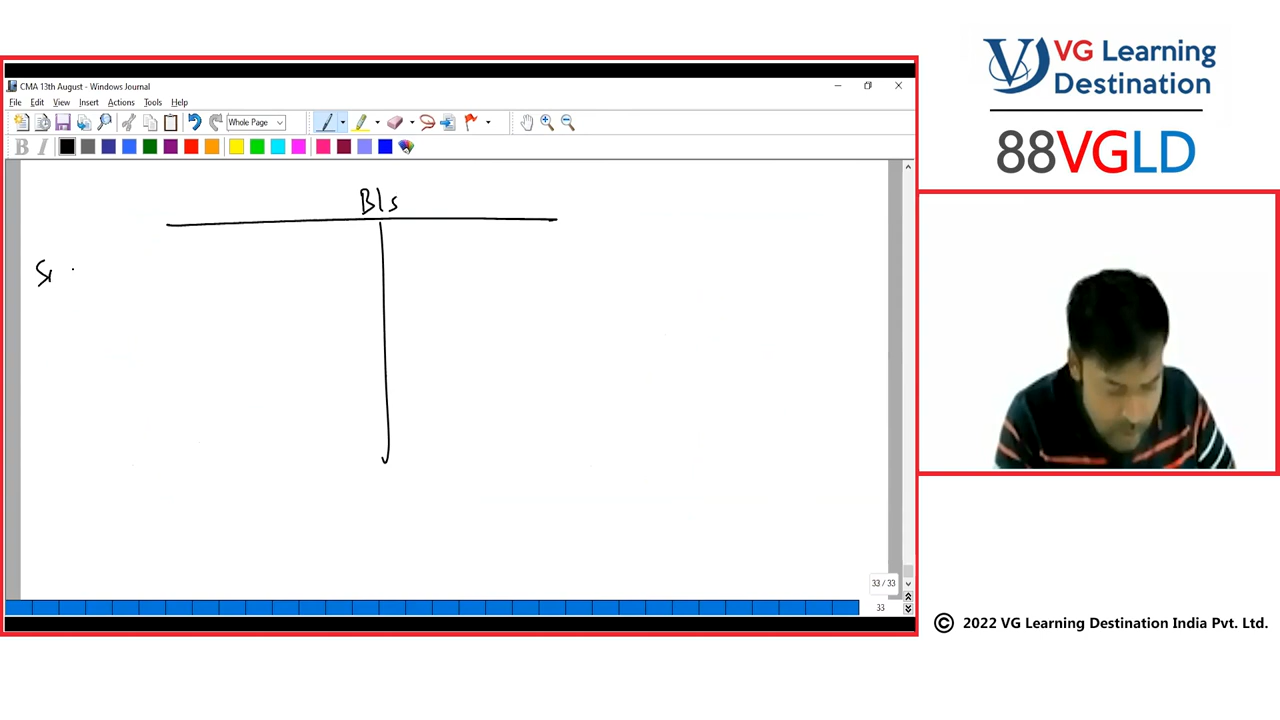 CMA 13th August - Windows Journal
File Edit View Insert Actions Tools Help
Whole Page
B I
B/s
33 / 33
33
VG Learning
Destination
88VGLD
© 2022 VG Learning Destination India Pvt. Ltd.